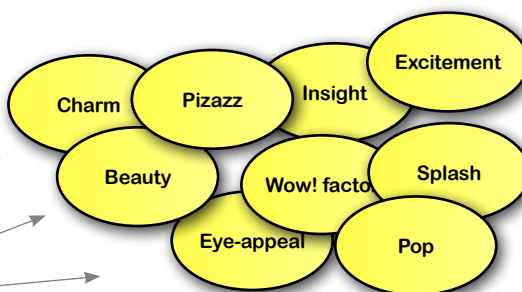 Excitement
Insight
Pizazz
Charm
Splash
Beauty
Wow! facto
Eye-appeal
Pop